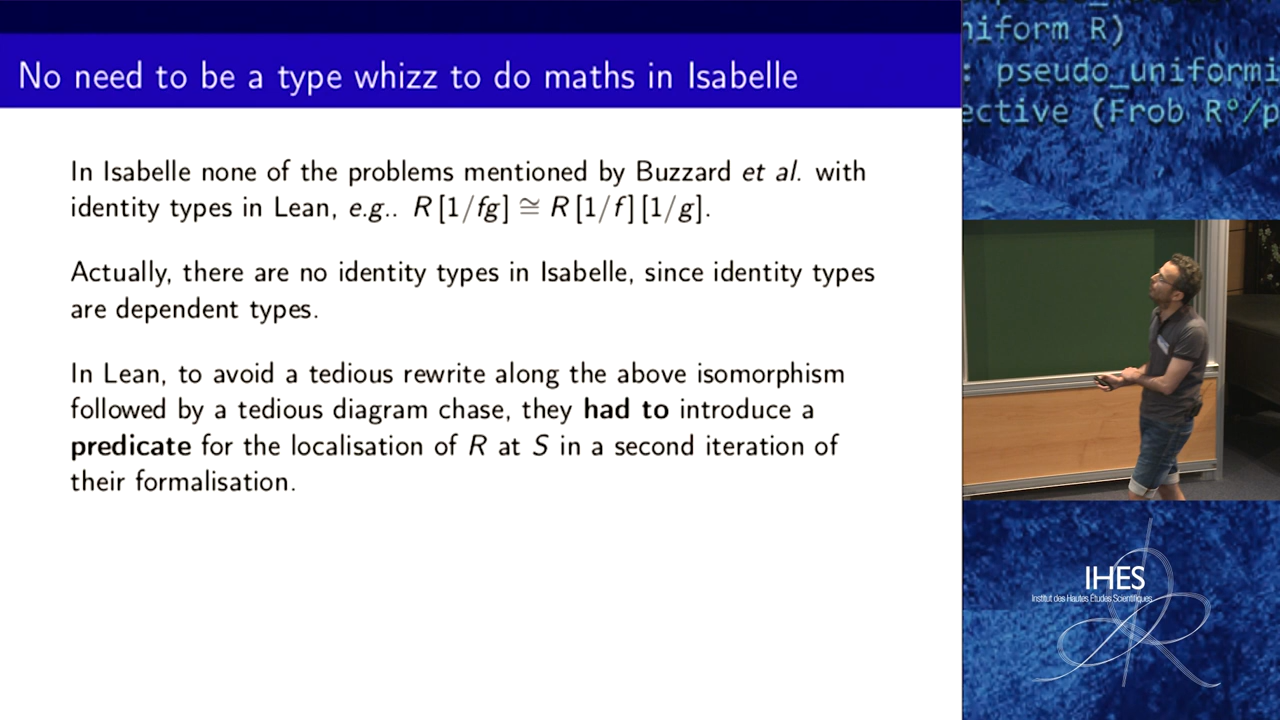 No need to be a type whizz to do maths in Isabelle
In Isabelle none of the problems mentioned by Buzzard et al. with
identity types in Lean, e.g.. R[1/fg] ≅ R[1/f][1/g].
Actually, there are no identity types in Isabelle, since identity types
are dependent types.
In Lean, to avoid a tedious rewrite along the above isomorphism
followed by a tedious diagram chase, they had to introduce a
predicate for the localisation of R at S in a second iteration of
their formalisation.
niform R)
: pseudo_uniformi
ective (Frob R°/p
IHES
Institut des Hautes Études Scientifiques